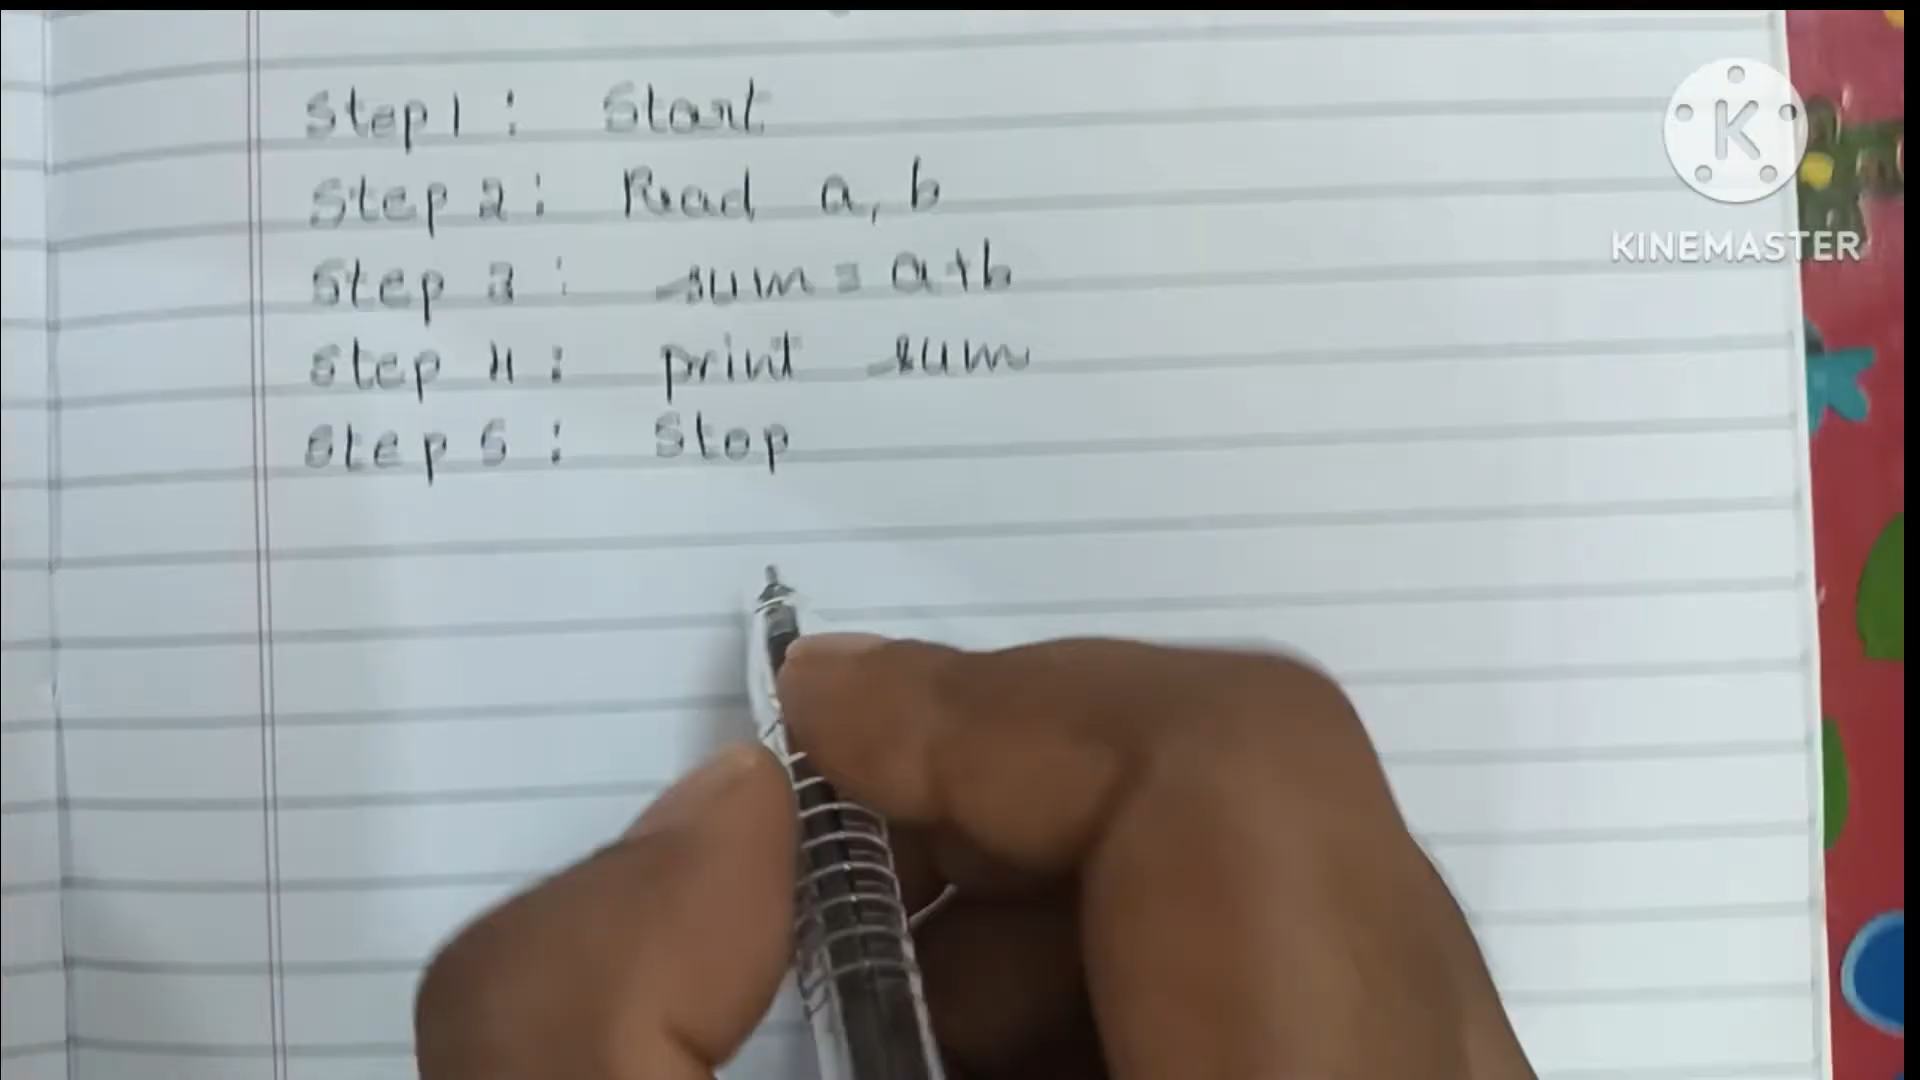 Step 1 : Start
Step 2 : Read a, b
Step 3 : sum = a+b
Step 4 : print sum
Step 5 : Stop
KINEMASTER